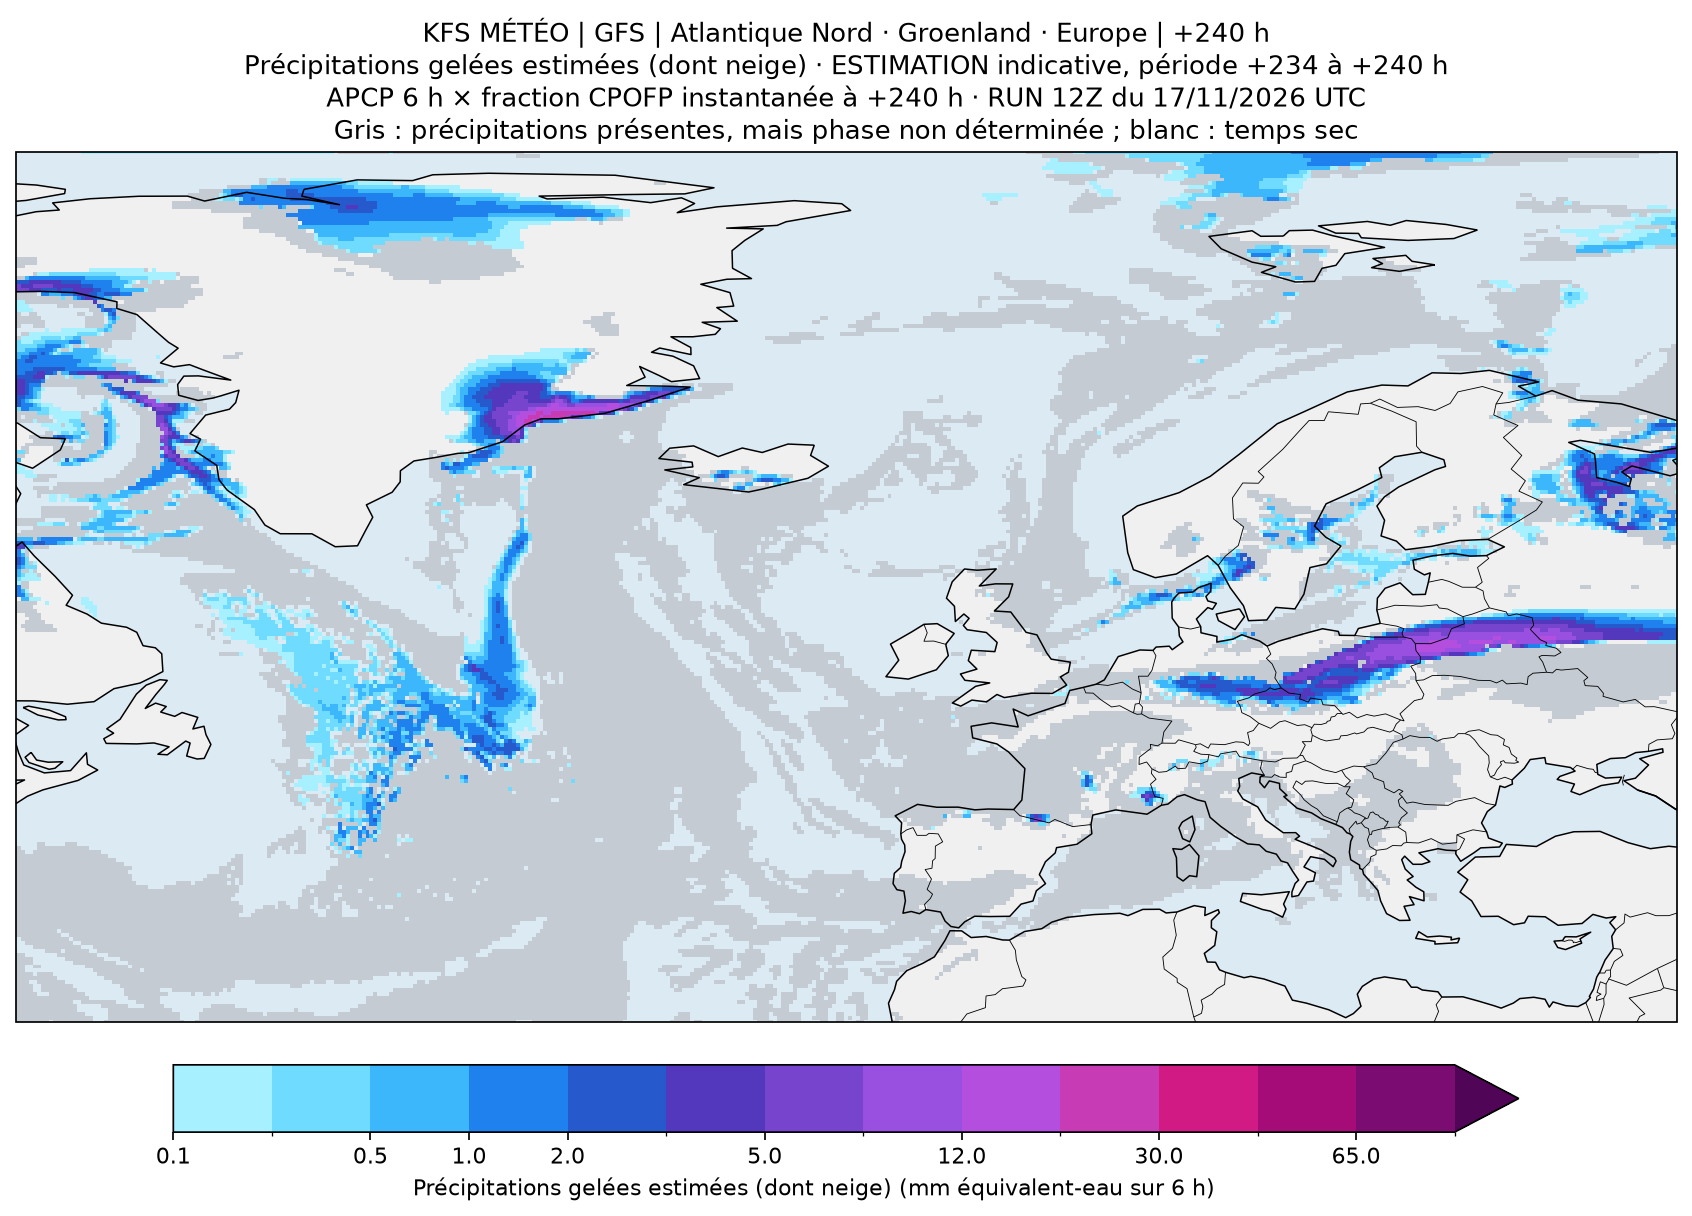 KFS MÉTÉO | GFS | Atlantique Nord · Groenland · Europe | +240 h
Précipitations gelées estimées (dont neige) · ESTIMATION indicative, période +234 à +240 h
APCP 6 h × fraction CPOFP instantanée à +240 h · RUN 12Z du 17/11/2026 UTC
Gris : précipitations présentes, mais phase non déterminée ; blanc : temps sec
0.1 0.5 1.0 2.0 5.0 12.0 30.0 65.0
Précipitations gelées estimées (dont neige) (mm équivalent-eau sur 6 h)